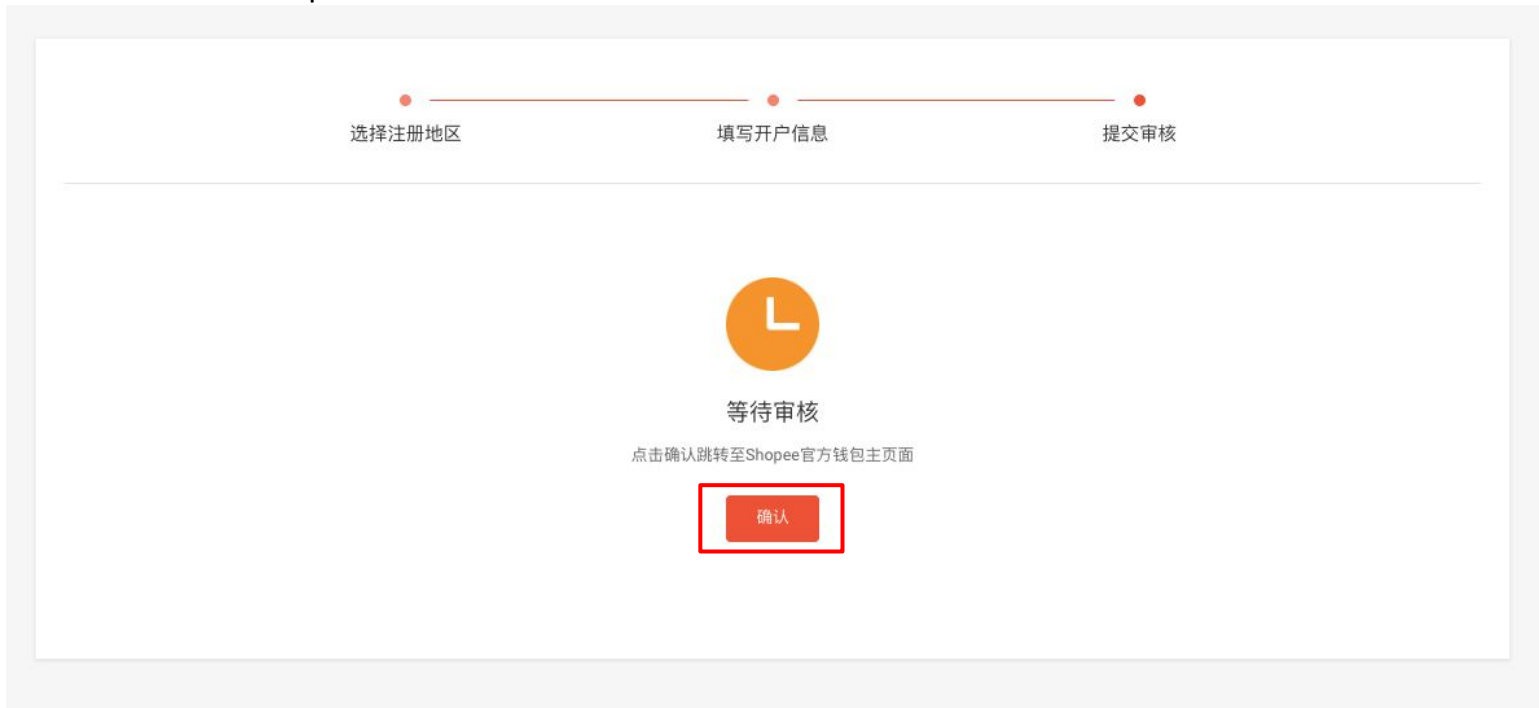 选择注册地区
填写开户信息
提交审核
等待审核
点击确认跳转至Shopee官方钱包主页面
确认